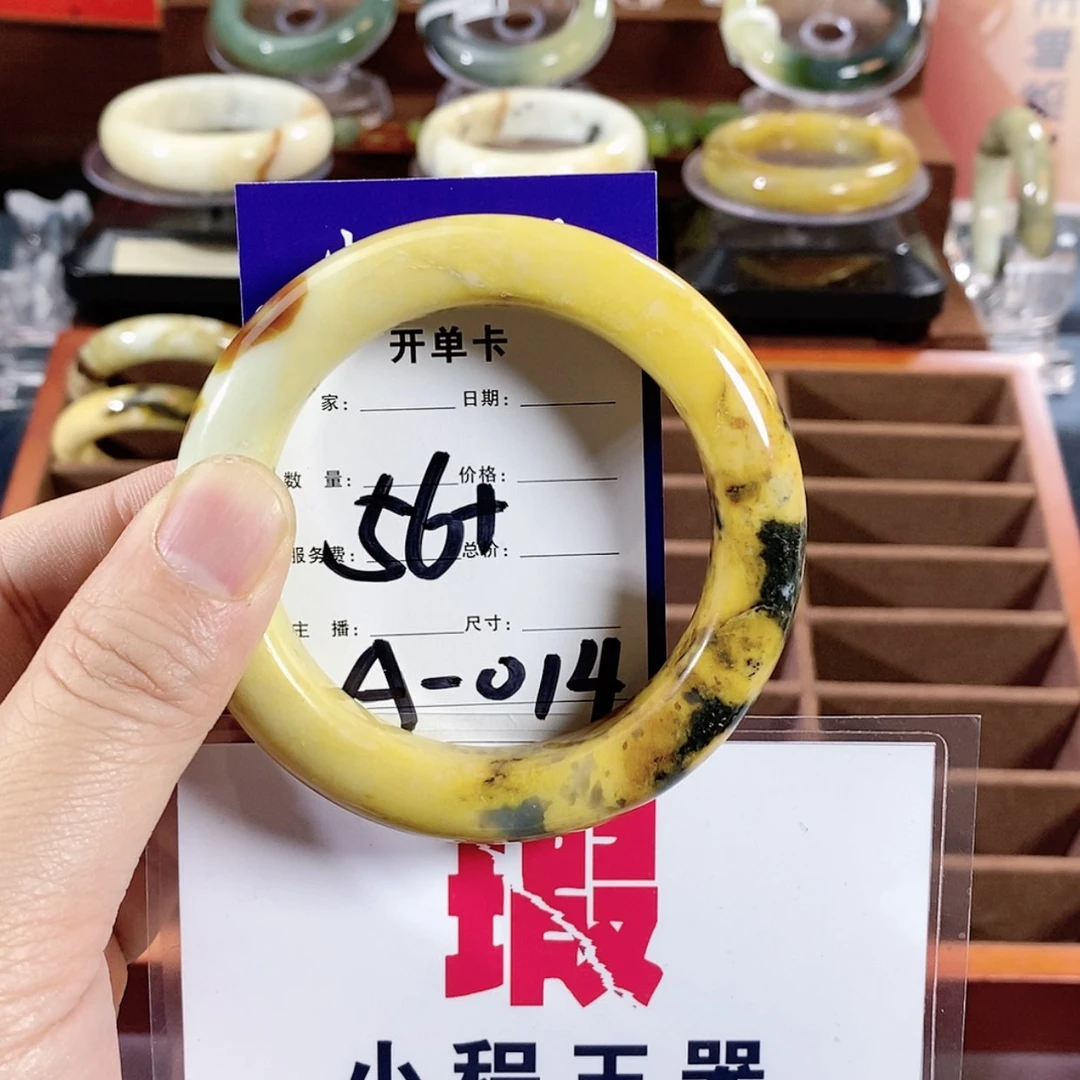 开单卡
家： 日期：
数 量： 价格：
56+
服务费： 总价：
主 播： 尺寸：
A-014
瑕
小程玉器